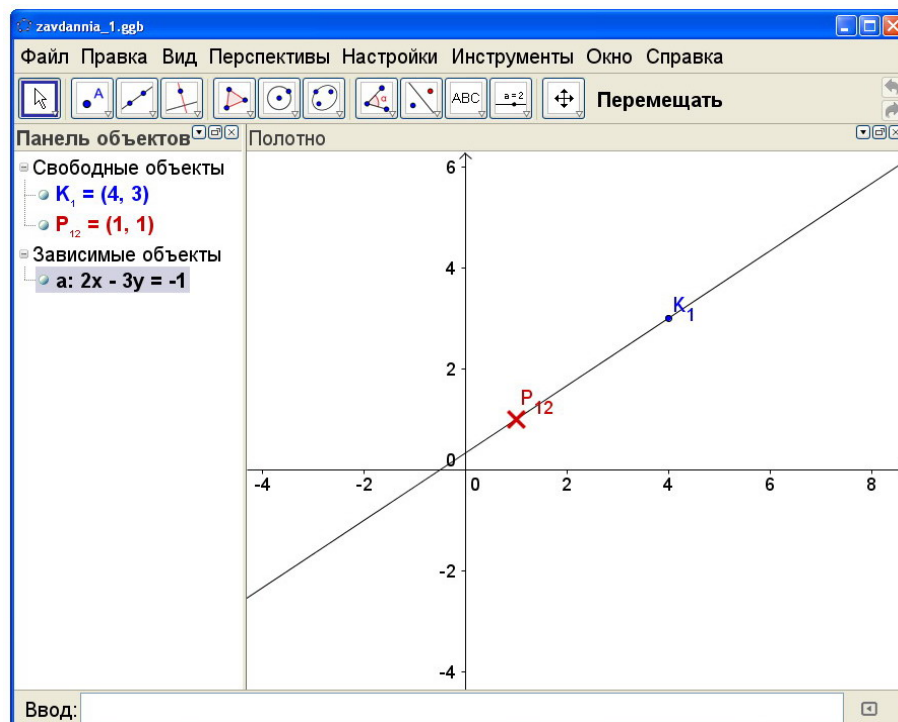 zavdannia_1.ggb
Файл Правка Вид Перспективы Настройки Инструменты Окно Справка
A α ABC a=2 Перемещать
Панель объектов
Свободные объекты
K₁ = (4, 3)
P₁₂ = (1, 1)
Зависимые объекты
a: 2x - 3y = -1
Полотно
6
4
K₁
2
P₁₂
0
-4 -2 0 2 4 6 8
-2
-4
Ввод: